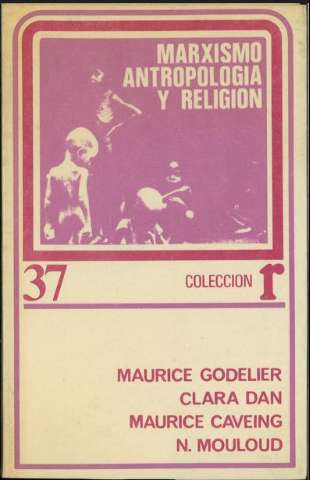 MARXISMO
ANTROPOLOGIA
Y RELIGION
37
COLECCION r
MAURICE GODELIER
CLARA DAN
MAURICE CAVEING
N. MOULOUD